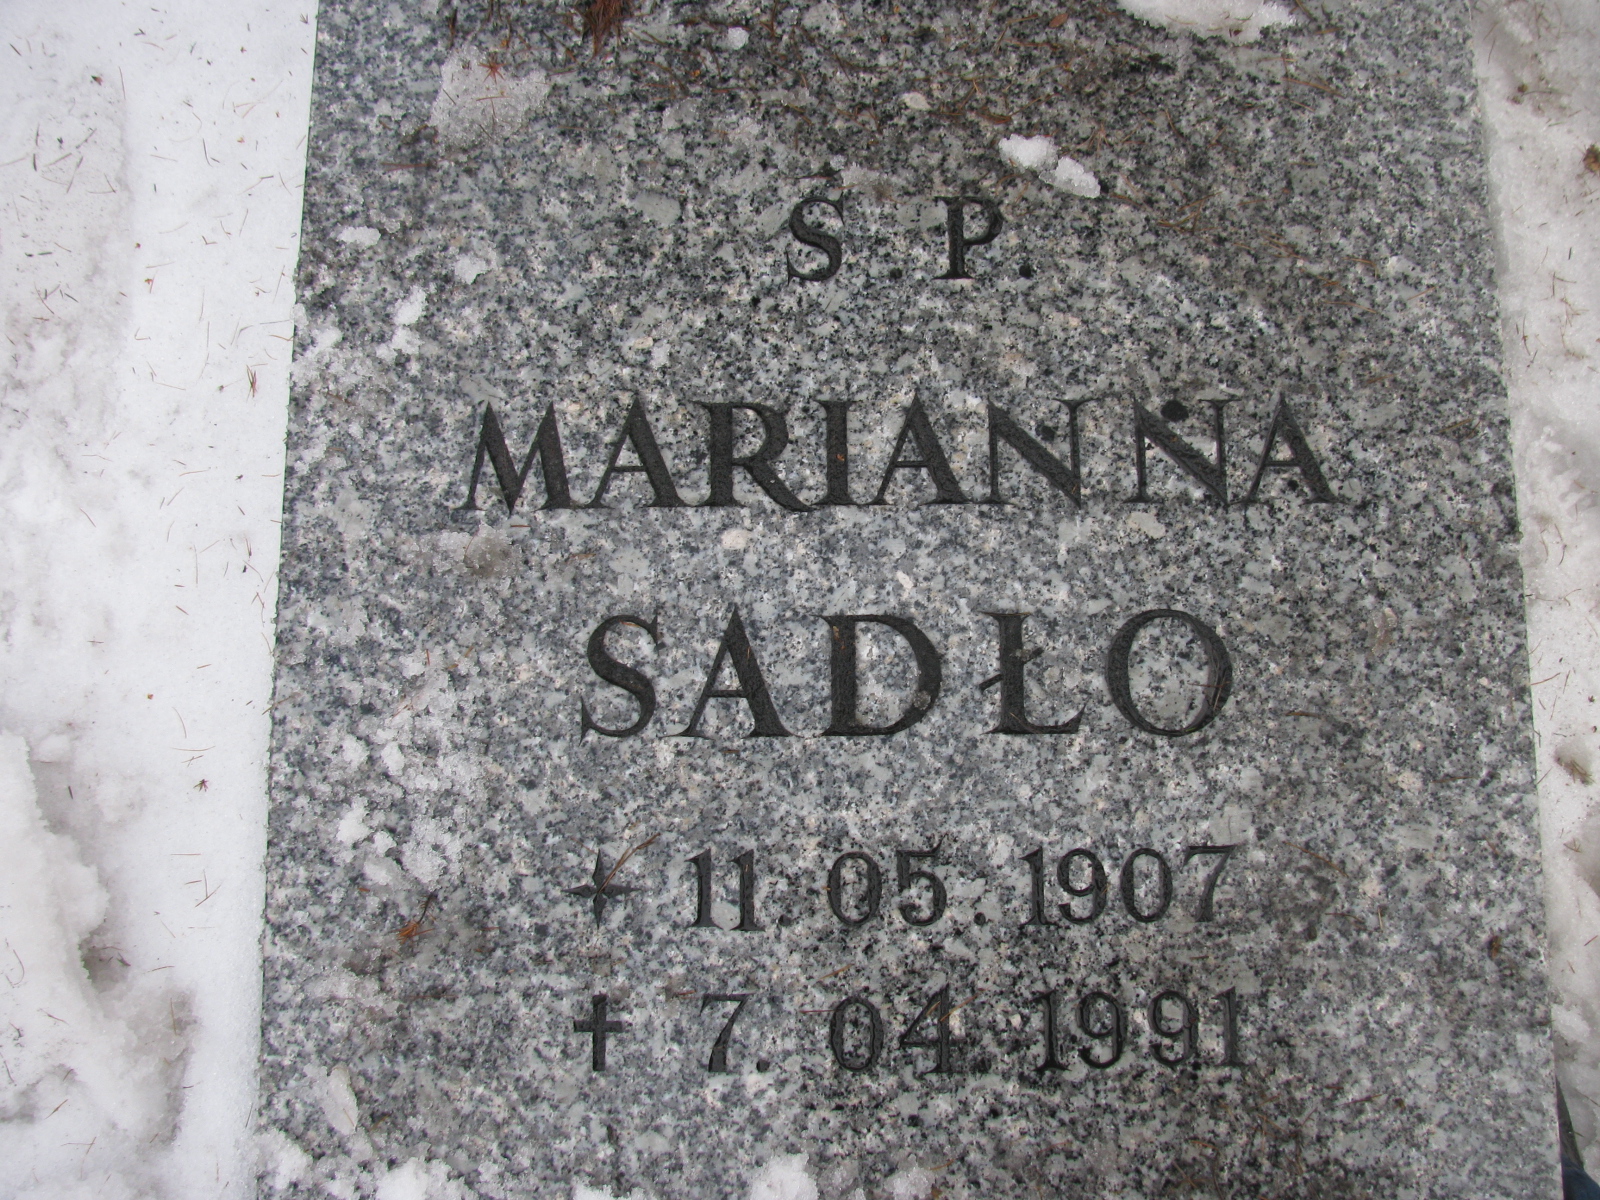 Ś. P.
MARIANNA
SADŁO
11. 05. 1907
† 7. 04. 1991